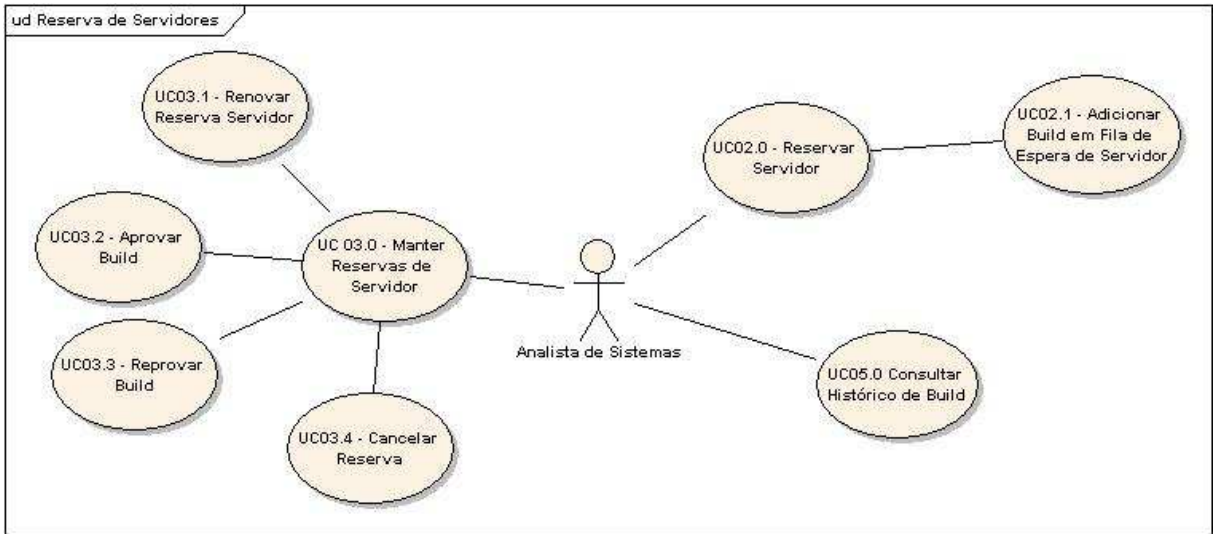 ud Reserva de Servidores
UC03.1 - Renovar
Reserva Servidor
UC02.0 - Reservar
Servidor
UC02.1 - Adicionar
Build em Fila de
Espera de Servidor
UC03.2 - Aprovar
Build
UC 03.0 - Manter
Reservas de
Servidor
Analista de Sistemas
UC03.3 - Reprovar
Build
UC05.0 Consultar
Histórico de Build
UC03.4 - Cancelar
Reserva